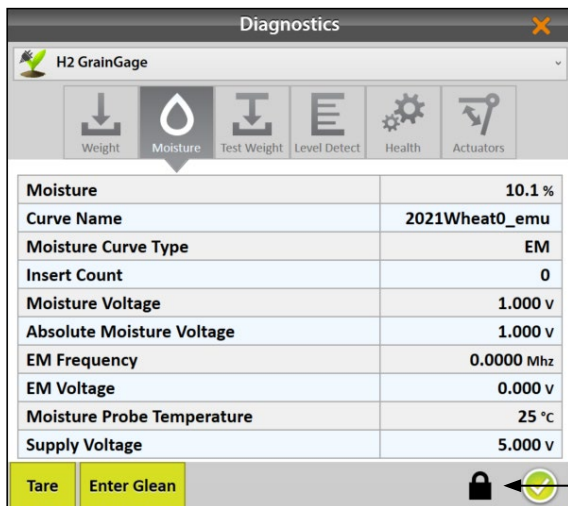 Diagnostics
H2 GrainGage
Weight Moisture Test Weight Level Detect Health Actuators
Moisture 10.1 %
Curve Name 2021Wheat0_emu
Moisture Curve Type EM
Insert Count 0
Moisture Voltage 1.000 V
Absolute Moisture Voltage 1.000 V
EM Frequency 0.0000 Mhz
EM Voltage 0.000 V
Moisture Probe Temperature 25 °C
Supply Voltage 5.000 V
Tare Enter Glean